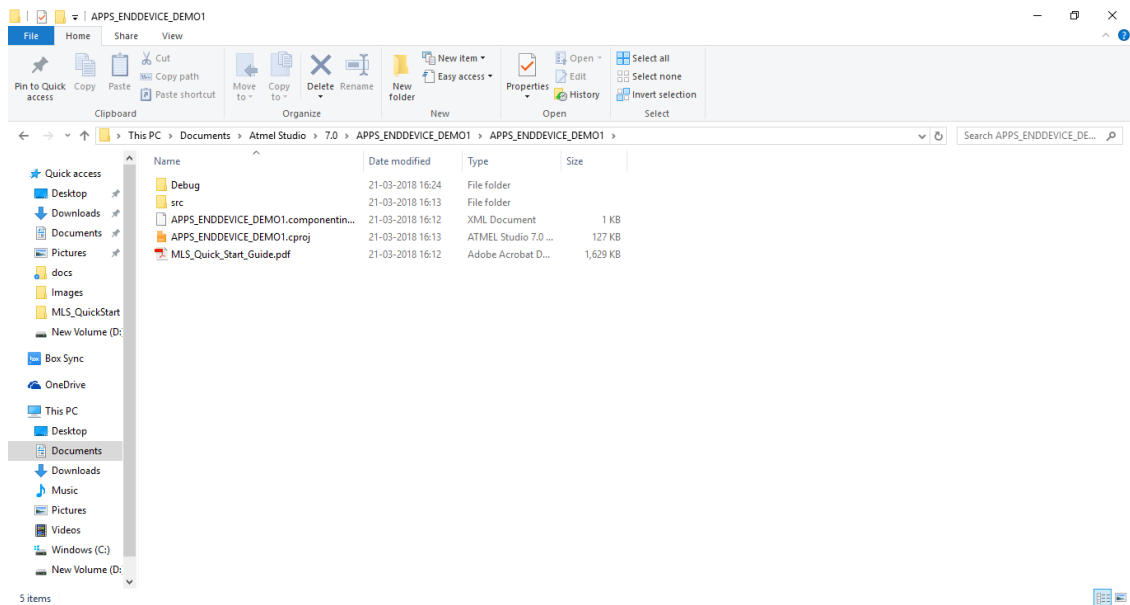 APPS_ENDDEVICE_DEMO1
File Home Share View
Pin to Quick access
Copy
Paste
Cut
Copy path
Paste shortcut
Clipboard
Move to
Copy to
Delete
Rename
Organize
New folder
New item
Easy access
New
Properties
Open
Edit
History
Open
Select all
Select none
Invert selection
Select
This PC > Documents > Atmel Studio > 7.0 > APPS_ENDDEVICE_DEMO1 > APPS_ENDDEVICE_DEMO1 >
Search APPS_ENDDEVICE_DE...
Quick access
Desktop
Downloads
Documents
Pictures
docs
Images
MLS_QuickStart
New Volume (D:
Box Sync
OneDrive
This PC
Desktop
Documents
Downloads
Music
Pictures
Videos
Windows (C:)
New Volume (D:
Name Date modified Type Size
Debug 21-03-2018 16:24 File folder
src 21-03-2018 16:13 File folder
APPS_ENDDEVICE_DEMO1.componentin... 21-03-2018 16:12 XML Document 1 KB
APPS_ENDDEVICE_DEMO1.cproj 21-03-2018 16:13 ATMEL Studio 7.0 ... 127 KB
MLS_Quick_Start_Guide.pdf 21-03-2018 16:12 Adobe Acrobat D... 1,629 KB
5 items